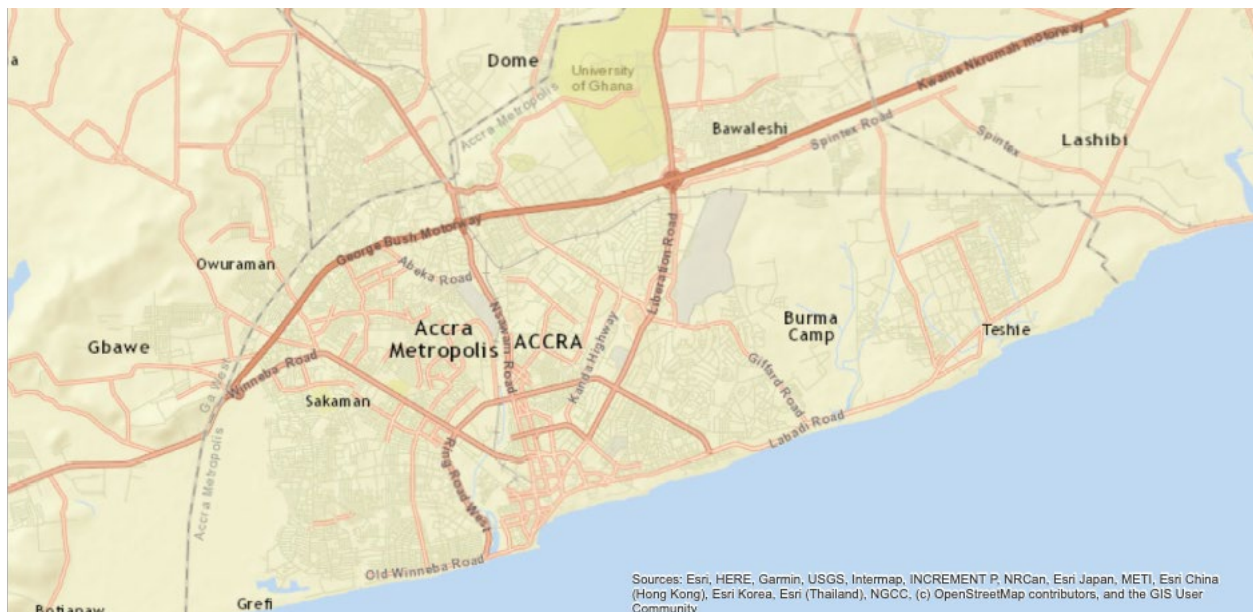 a
Dome
University
of Ghana
Accra Metropolis
Kwame Nkrumah motorway
Bawaleshi
Spintex Road
Spintex
Lashibi
George Bush Motorway
Owuraman
Abeka Road
Liberation Road
Nsawam Road
Accra
Metropolis
ACCRA
Kanda Highway
Burma
Camp
Teshie
Gbawe
Ga West
Accra Metropolis
Winneba Road
Sakaman
Giffard Road
Labadi Road
Ring Road West
Old Winneba Road
Grefi
Botianaw
Sources: Esri, HERE, Garmin, USGS, Intermap, INCREMENT P, NRCan, Esri Japan, METI, Esri China
(Hong Kong), Esri Korea, Esri (Thailand), NGCC, (c) OpenStreetMap contributors, and the GIS User
Community